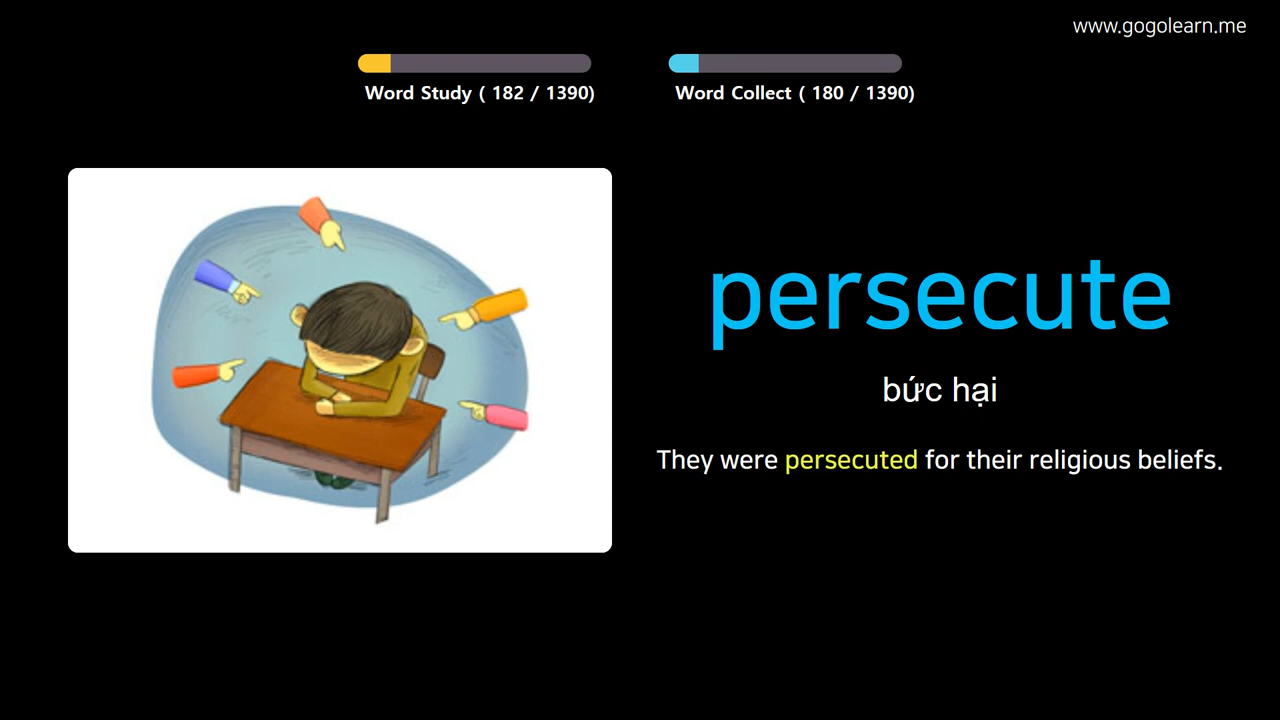 www.gogolearn.me
Word Study ( 182 / 1390)
Word Collect ( 180 / 1390)
persecute
bức hại
They were persecuted for their religious beliefs.